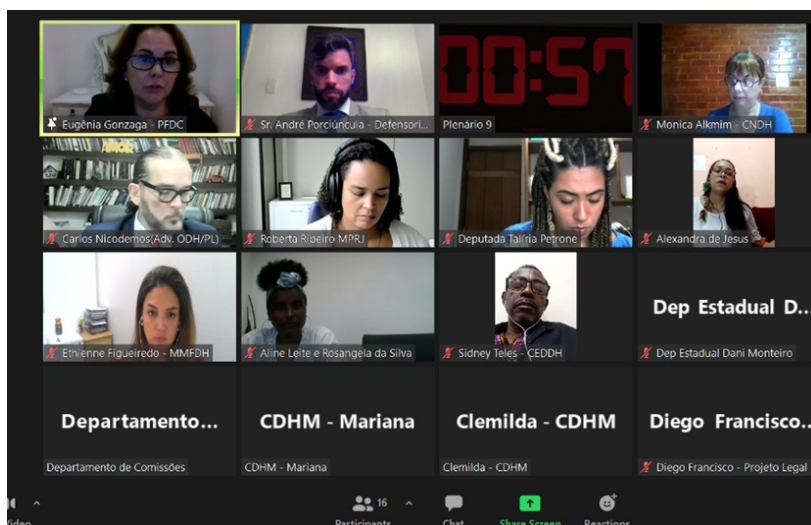 Eugênia Gonzaga - PFDC
Sr. André Porciúncula - Defensori...
00:57
Plenário 9
Monica Alkmim - CNDH
Carlos Nicodemos(Adv. ODH/PL)
Roberta Ribeiro MPRJ
Deputada Talíria Petrone
Alexandra de Jesus
Ethienne Figueiredo - MMFDH
Aline Leite e Rosangela da Silva
Sidney Teles - CEDDH
Dep Estadual D...
Dep Estadual Dani Monteiro
Departamento...
Departamento de Comissões
CDHM - Mariana
CDHM - Mariana
Clemilda - CDHM
Clemilda - CDHM
Diego Francisco...
Diego Francisco - Projeto Legal
Video
16
Participants
Chat
Share Screen
Reactions